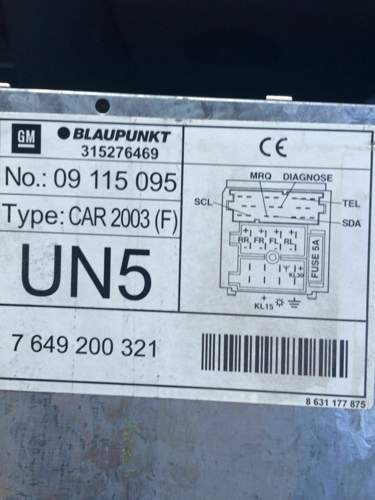 GM BLAUPUNKT CE
315276469
No.: 09 115 095
Type: CAR 2003 (F)
UN5
7 649 200 321
MRQ DIAGNOSE
SCL TEL
SDA
RR FR FL RL
FUSE 5A
KL30
KL15
8 631 177 875